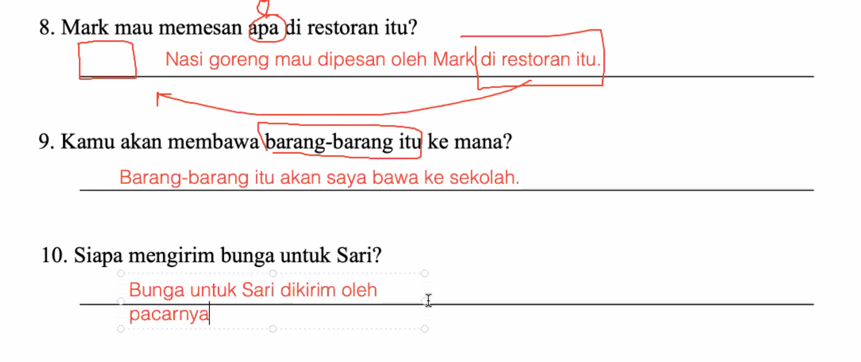 8. Mark mau memesan apa di restoran itu?
Nasi goreng mau dipesan oleh Mark di restoran itu.
9. Kamu akan membawa barang-barang itu ke mana?
Barang-barang itu akan saya bawa ke sekolah.
10. Siapa mengirim bunga untuk Sari?
Bunga untuk Sari dikirim oleh
pacarnya